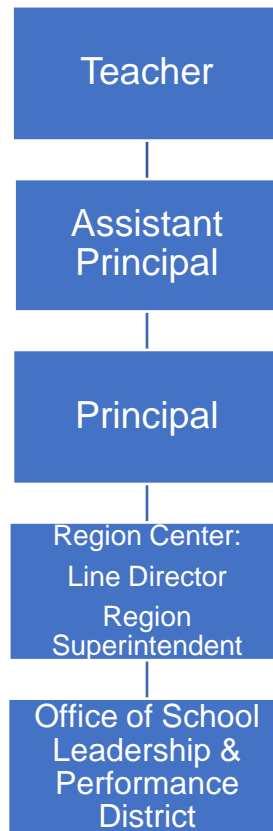 Teacher
Assistant
Principal
Principal
Region Center:
Line Director
Region
Superintendent
Office of School
Leadership &
Performance
District